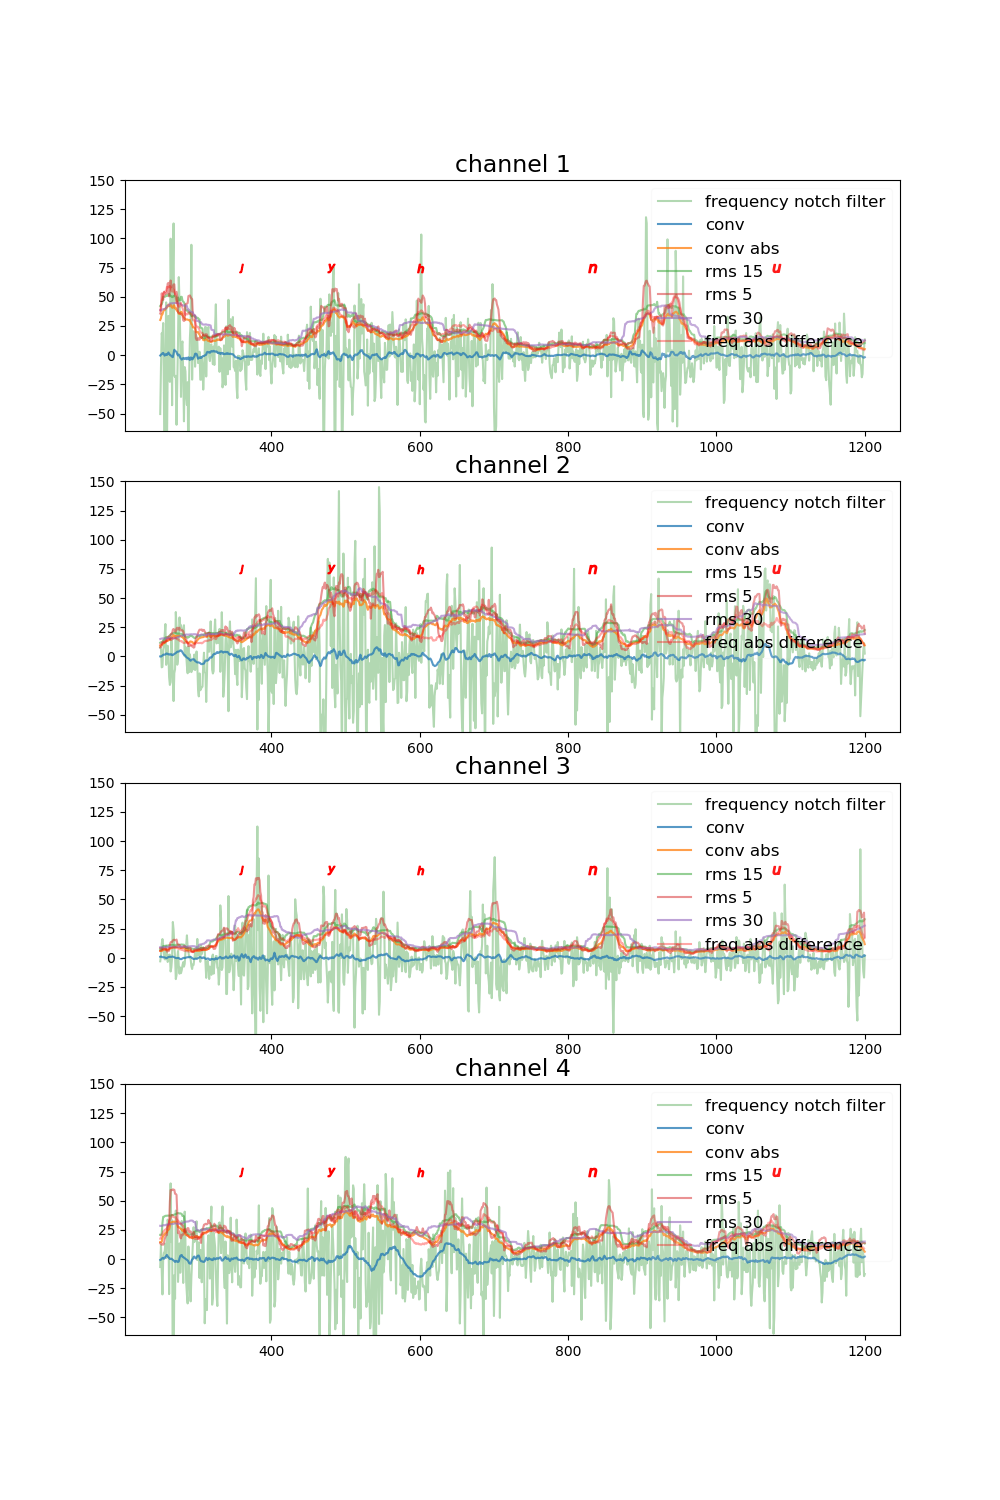 channel 1
150
125
100
75
50
25
0
−25
−50
J y h n u
frequency notch filter
conv
conv abs
rms 15
rms 5
rms 30
freq abs difference
400 600 800 1000 1200
channel 2
150
125
100
75
50
25
0
−25
−50
J y h n u
frequency notch filter
conv
conv abs
rms 15
rms 5
rms 30
freq abs difference
400 600 800 1000 1200
channel 3
150
125
100
75
50
25
0
−25
−50
J y h n u
frequency notch filter
conv
conv abs
rms 15
rms 5
rms 30
freq abs difference
400 600 800 1000 1200
channel 4
150
125
100
75
50
25
0
−25
−50
J y h n u
frequency notch filter
conv
conv abs
rms 15
rms 5
rms 30
freq abs difference
400 600 800 1000 1200